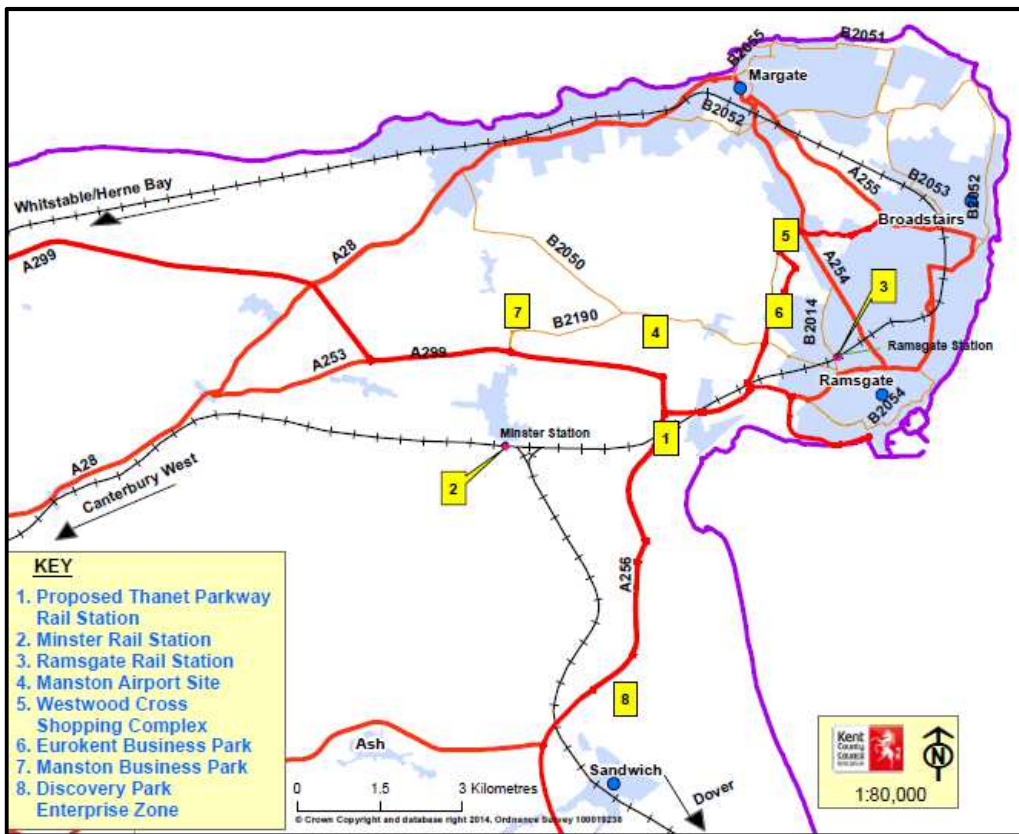 B2051
B2055
Margate
B2052
B2052
B2053
A255
Broadstairs
Whitstable/Herne Bay
A28
A299
B2050
5
A254
3
7
B2190
4
6
B2014
Ramsgate Station
A253
A299
Ramsgate
B2054
Minster Station
1
A28
Canterbury West
2
A256
8
Ash
Sandwich
Dover
KEY
1. Proposed Thanet Parkway
Rail Station
2. Minster Rail Station
3. Ramsgate Rail Station
4. Manston Airport Site
5. Westwood Cross
Shopping Complex
6. Eurokent Business Park
7. Manston Business Park
8. Discovery Park
Enterprise Zone
0 1.5 3 Kilometres
© Crown Copyright and database right 2014, Ordnance Survey 100019238
Kent
County
Council
N
1:80,000